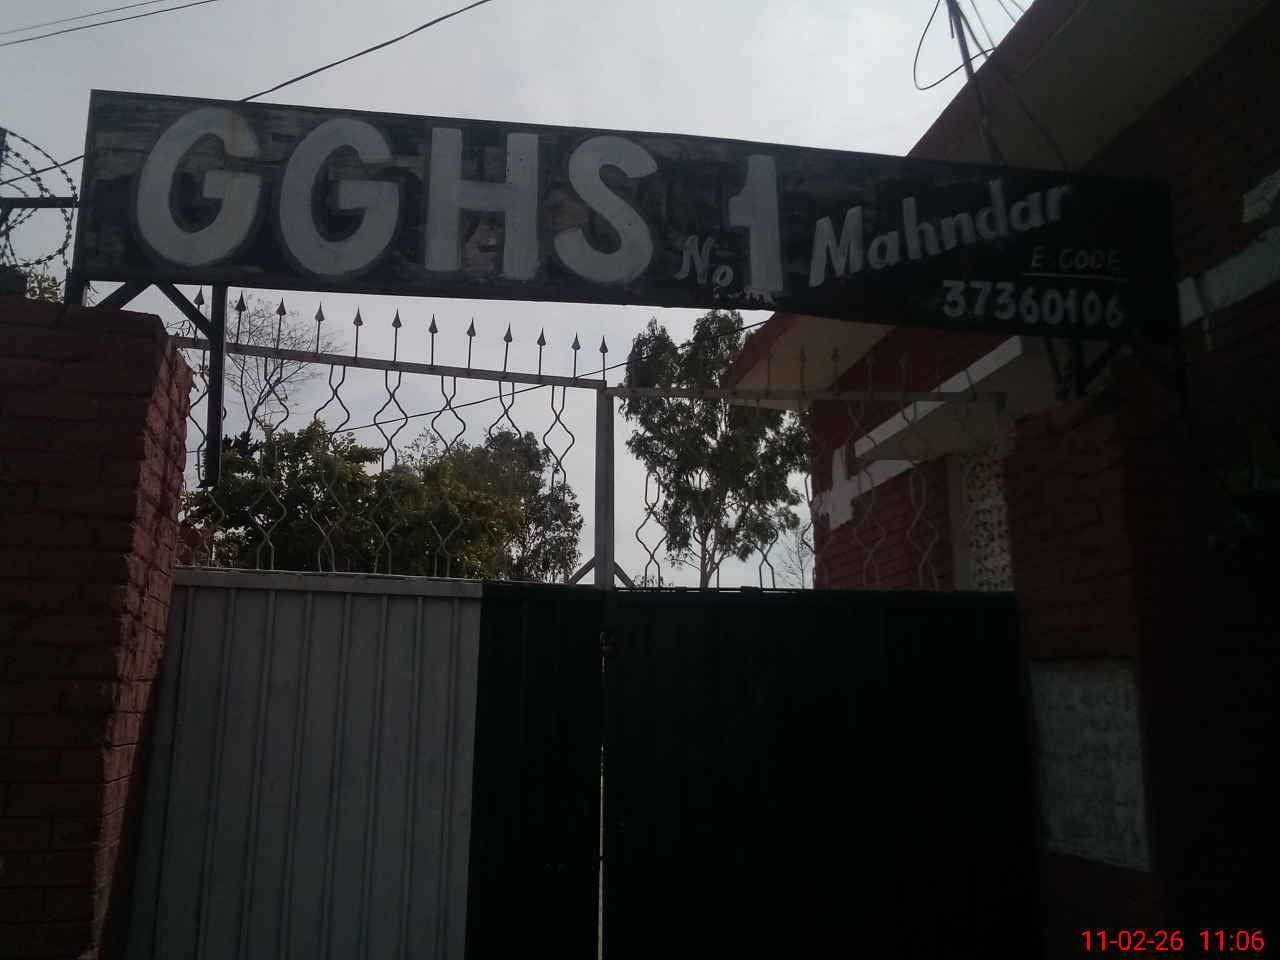 GGHS No 1 Mahndar
E.CODE
37360106
11-02-26 11:06